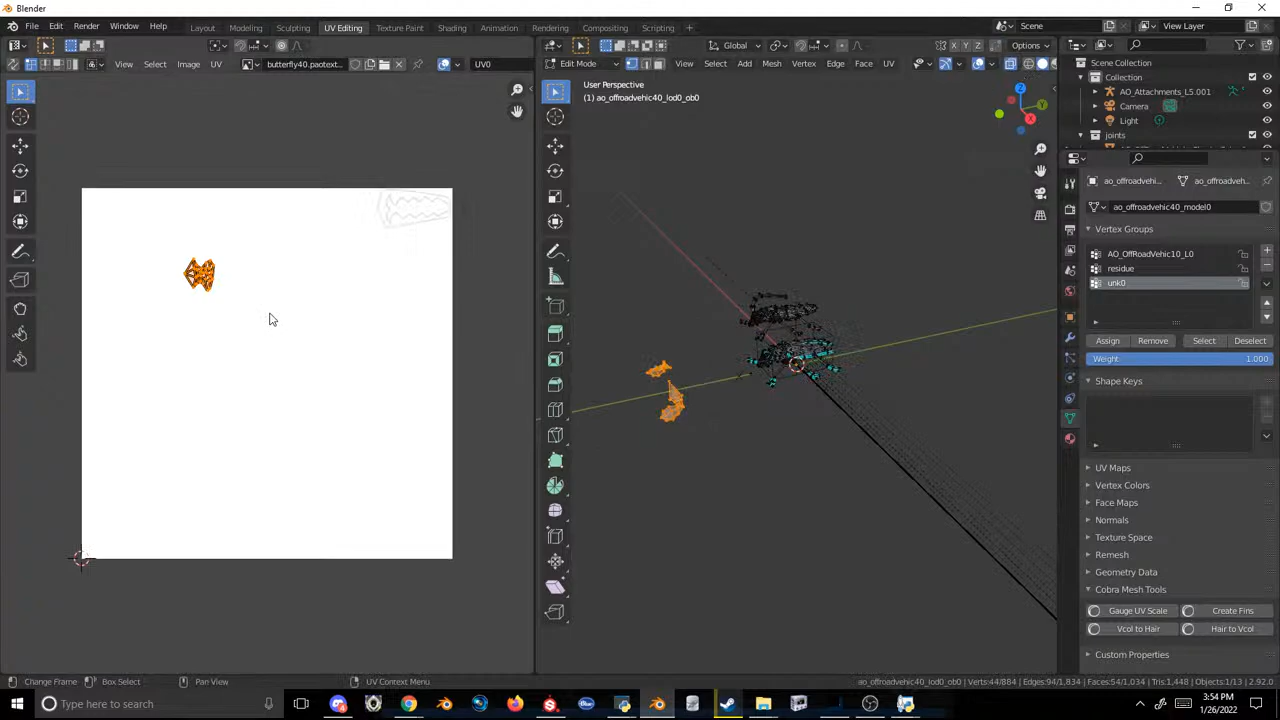 Blender
File Edit Render Window Help
Layout Modeling Sculpting UV Editing Texture Paint Shading Animation Rendering Compositing Scripting
Scene
View Layer
View Select Image UV butterfly40.paotext... UV0
Global Options
X Y Z
Edit Mode View Select Add Mesh Vertex Edge Face UV
User Perspective
(1) ao_offroadvehic40_lod0_ob0
Scene Collection
Collection
AO_Attachments_L5.001
Camera
Light
joints
ao_offroadvehi... ao_offroadvehic...
ao_offroadvehic40_model0
Vertex Groups
AO_OffRoadVehic10_L0
residue
unk0
Assign Remove Select Deselect
Weight 1.000
Shape Keys
UV Maps
Vertex Colors
Face Maps
Normals
Texture Space
Remesh
Geometry Data
Cobra Mesh Tools
Gauge UV Scale Create Fins
Vcol to Hair Hair to Vcol
Custom Properties
Change Frame Box Select Pan View UV Context Menu
ao_offroadvehic40_lod0_ob0 | Verts:44/884 | Edges:94/1,834 | Faces:54/1,034 | Tris:1,448 | Objects:1/13 | 2.92.0
Type here to search
3:54 PM
1/26/2022